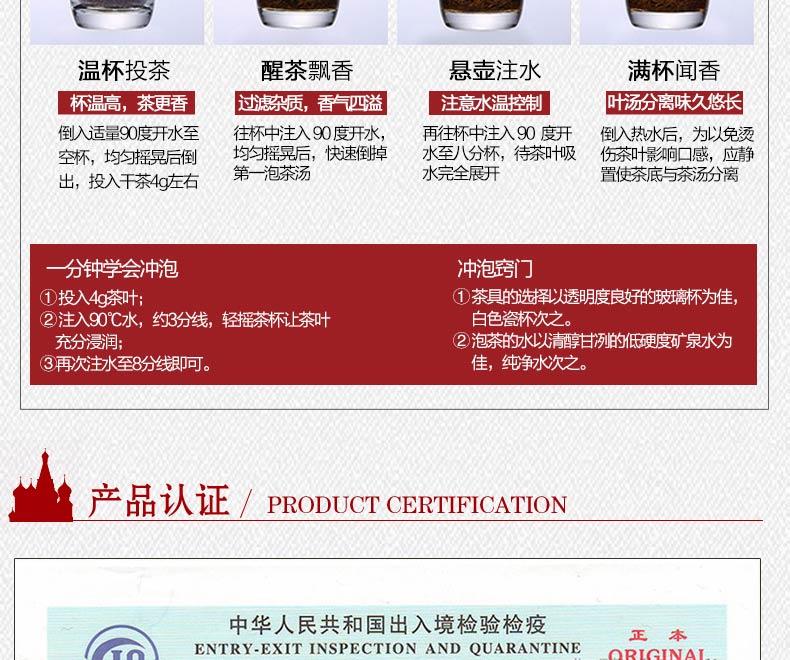 温杯投茶
杯温高，茶更香
倒入适量90度开水至
空杯，均匀摇晃后倒
出，投入干茶4g左右
醒茶飘香
过滤杂质，香气四溢
往杯中注入 90 度开水，
均匀摇晃后，快速倒掉
第一泡茶汤
悬壶注水
注意水温控制
再往杯中注入 90 度开
水至八分杯，待茶叶吸
水完全展开
满杯闻香
叶汤分离味久悠长
倒入热水后，为以免烫
伤茶叶影响口感，应静
置使茶底与茶汤分离
一分钟学会冲泡
①投入4g茶叶；
②注入90℃水，约3分线，轻摇茶杯让茶叶
充分浸润；
③再次注水至8分线即可。
冲泡窍门
①茶具的选择以透明度良好的玻璃杯为佳，
白色瓷杯次之。
②泡茶的水以清醇甘冽的低硬度矿泉水为
佳，纯净水次之。
产品认证 / PRODUCT CERTIFICATION
中华人民共和国出入境检验检疫
ENTRY-EXIT INSPECTION AND QUARANTINE
正 本
ORIGINAL